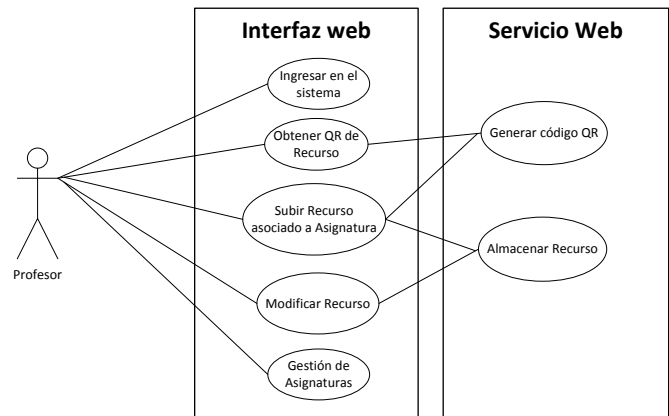 Interfaz web
Servicio Web
Ingresar en el
sistema
Obtener QR de
Recurso
Generar código QR
Subir Recurso
asociado a Asignatura
Almacenar Recurso
Profesor
Modificar Recurso
Gestión de
Asignaturas